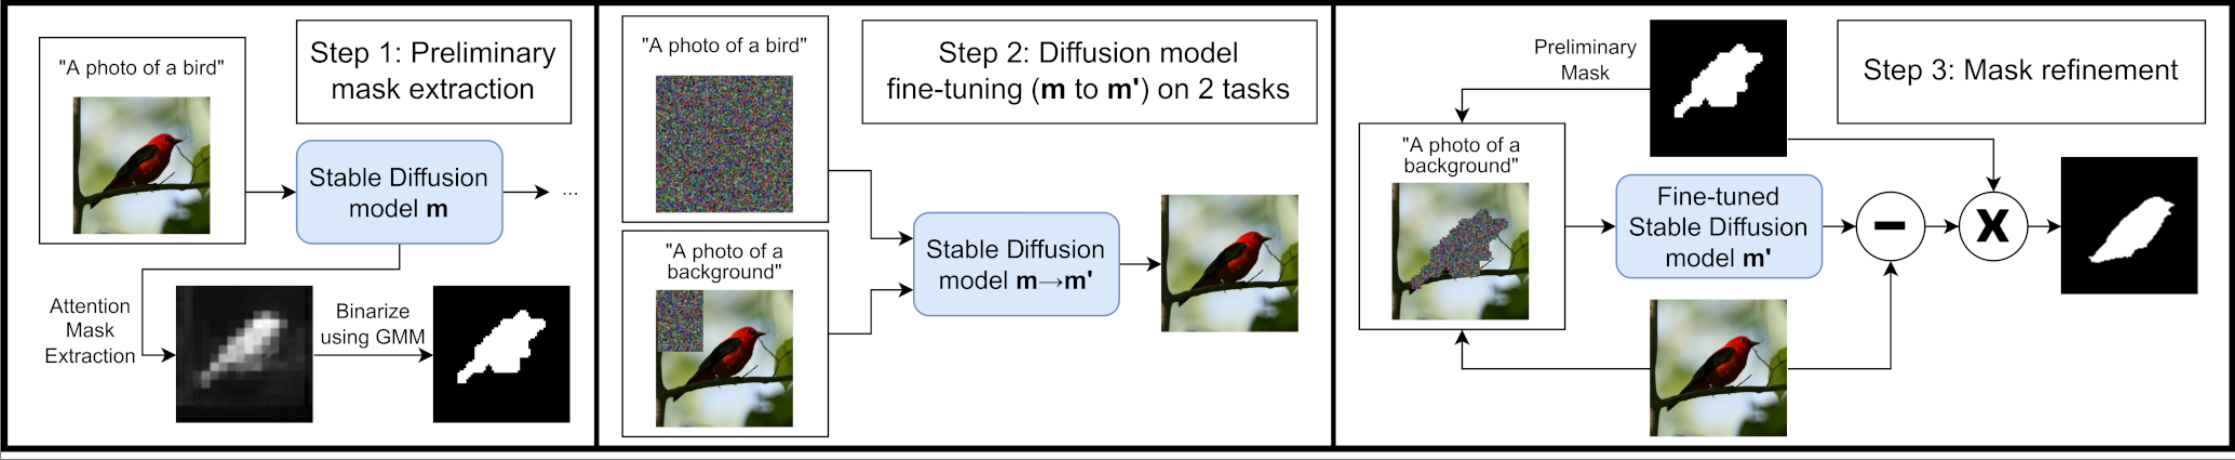 "A photo of a bird"
Step 1: Preliminary
mask extraction
Stable Diffusion
model m
...
Attention
Mask
Extraction
Binarize
using GMM
"A photo of a bird"
Step 2: Diffusion model
fine-tuning (m to m') on 2 tasks
"A photo of a
background"
Stable Diffusion
model m→m'
Preliminary
Mask
Step 3: Mask refinement
"A photo of a
background"
Fine-tuned
Stable Diffusion
model m'
−
X